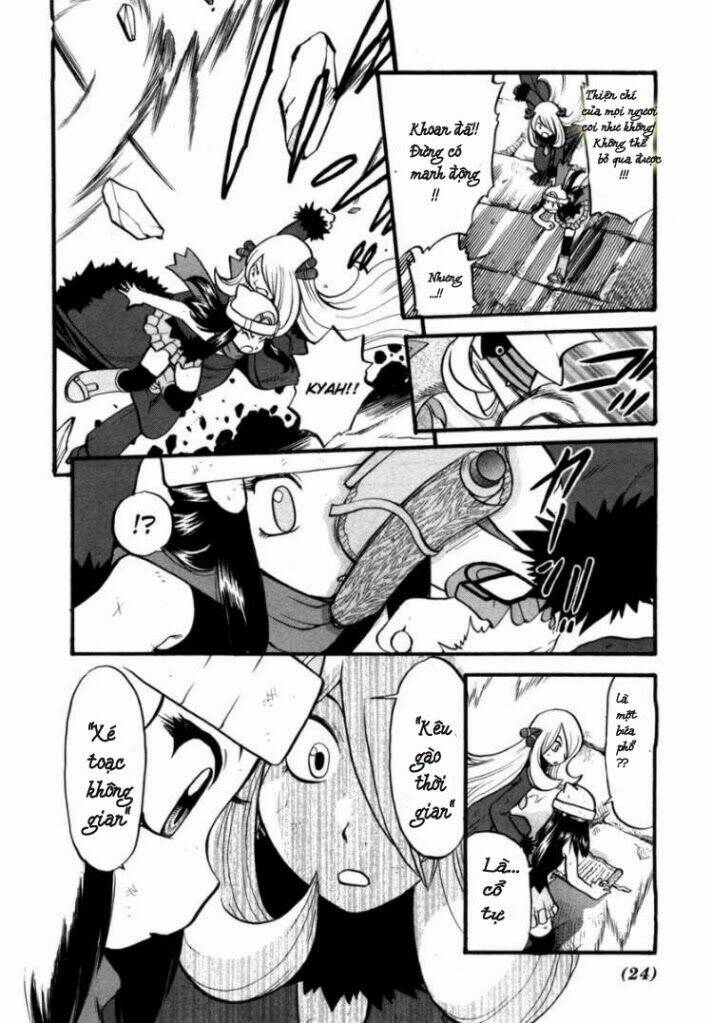 Thiện chí
của mọi người
coi như không
Không thể
bỏ qua được
!!!
Khoan đã!!
Đừng có
manh động
!!
Nhưng
...!!
KYAH!!
!?
Là
một
bức phổ
??
Là...
cổ
tự
"Kêu
gào
thời
gian"
"Xé
toạc
không
gian"
(24)